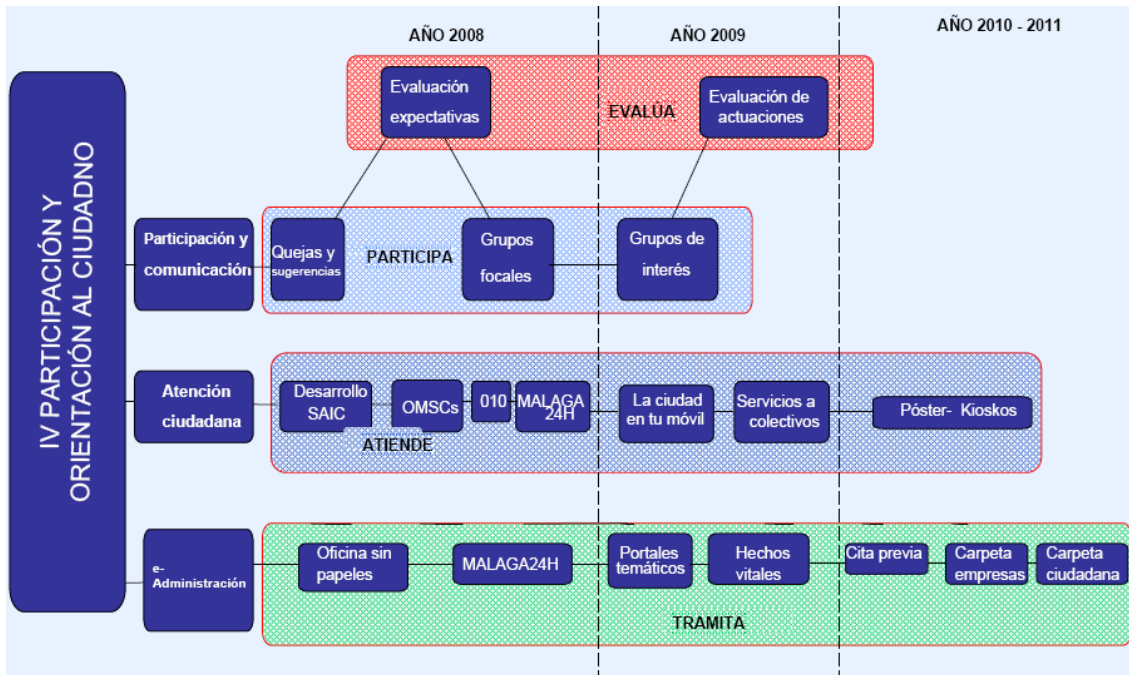 AÑO 2008
AÑO 2009
AÑO 2010 - 2011
IV PARTICIPACIÓN Y
ORIENTACIÓN AL CIUDADNO
Evaluación
expectativas
EVALÚA
Evaluación de
actuaciones
Participación y
comunicación
Quejas y
sugerencias
PARTICIPA
Grupos
focales
Grupos de
interés
Atención
ciudadana
Desarrollo
SAIC
OMSCs
010
MALAGA
24H
La ciudad
en tu móvil
Servicios a
colectivos
Póster- Kioskos
ATIENDE
e-
Administración
Oficina sin
papeles
MALAGA24H
Portales
temáticos
Hechos
vitales
Cita previa
Carpeta
empresas
Carpeta
ciudadana
TRAMITA